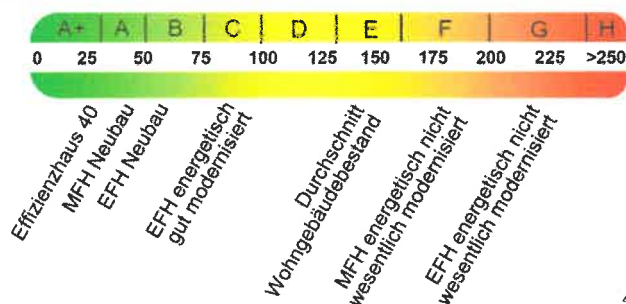 A+ A B C D E F G H
0 25 50 75 100 125 150 175 200 225 >250
Effizienzhaus 40
MFH Neubau
EFH Neubau
EFH energetisch
gut modernisiert
Durchschnitt
Wohngebäudebestand
MFH energetisch nicht
wesentlich modernisiert
EFH energetisch nicht
wesentlich modernisiert